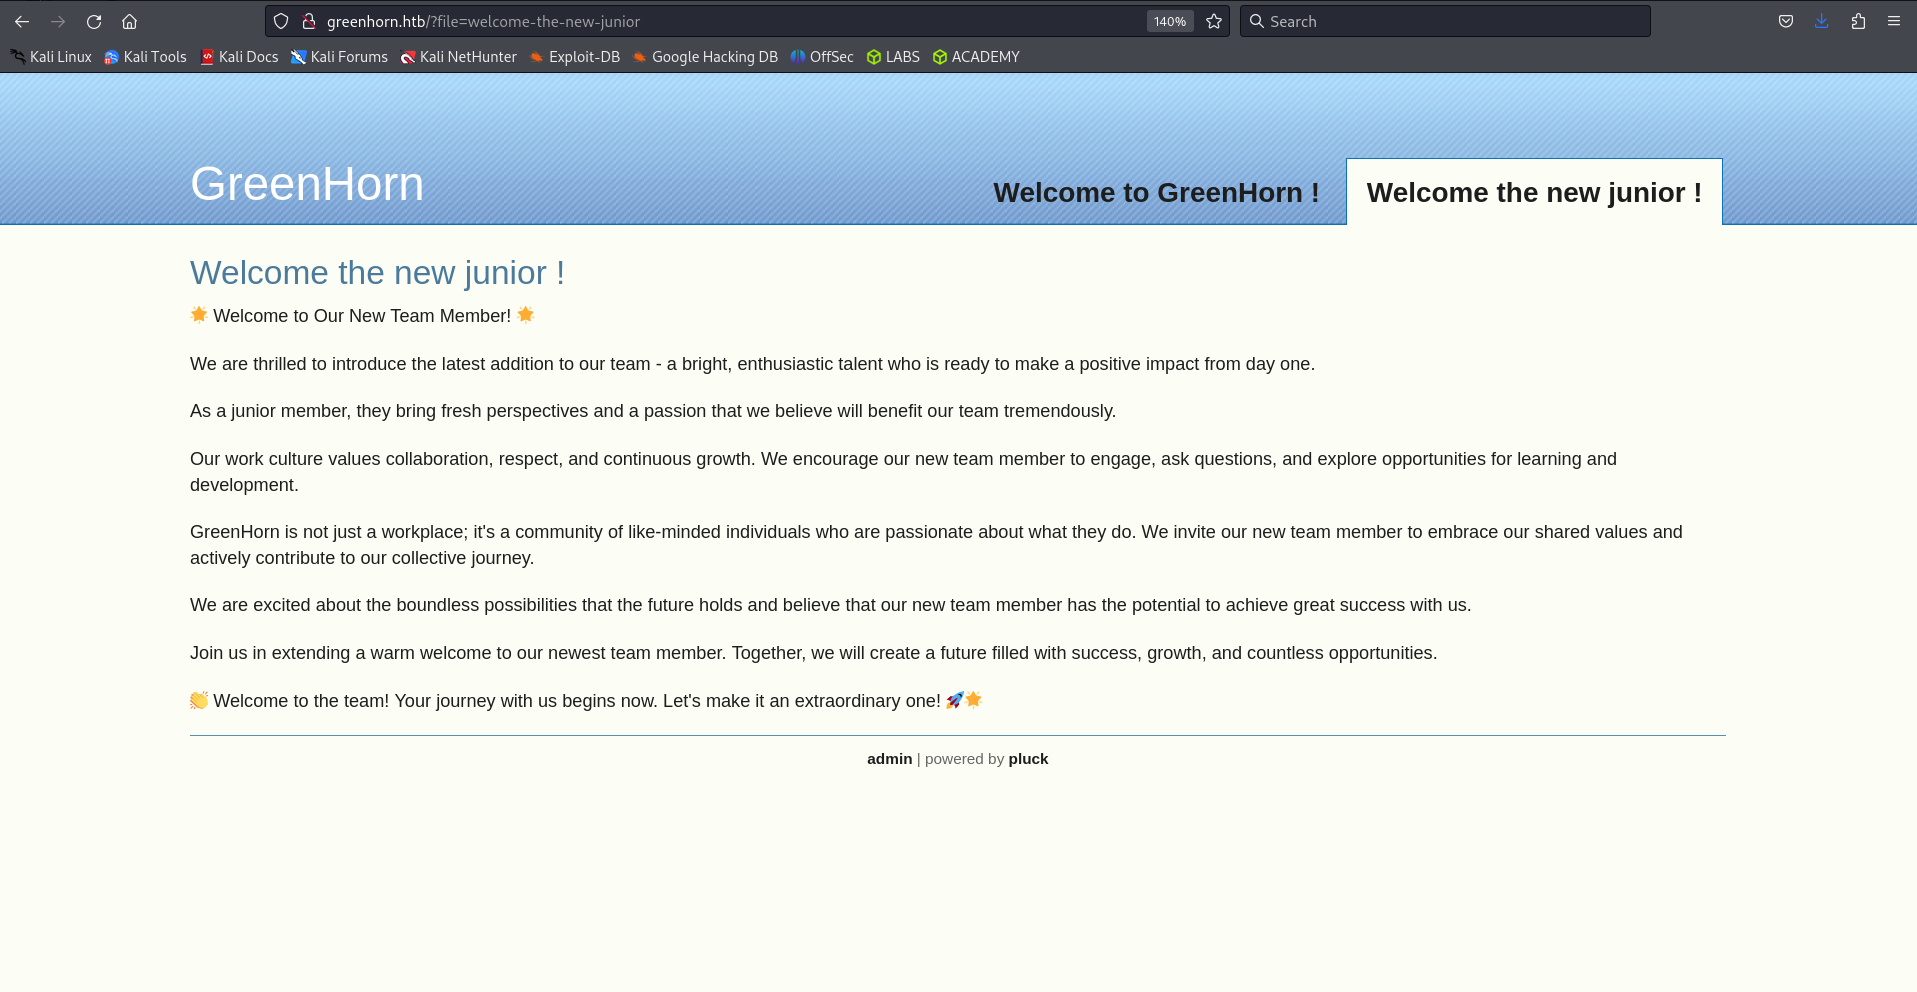 greenhorn.htb/?file=welcome-the-new-junior
140%
Search
Kali Linux
Kali Tools
Kali Docs
Kali Forums
Kali NetHunter
Exploit-DB
Google Hacking DB
OffSec
LABS
ACADEMY
GreenHorn
Welcome to GreenHorn !
Welcome the new junior !
Welcome the new junior !
🌟 Welcome to Our New Team Member! 🌟
We are thrilled to introduce the latest addition to our team - a bright, enthusiastic talent who is ready to make a positive impact from day one.
As a junior member, they bring fresh perspectives and a passion that we believe will benefit our team tremendously.
Our work culture values collaboration, respect, and continuous growth. We encourage our new team member to engage, ask questions, and explore opportunities for learning and
development.
GreenHorn is not just a workplace; it's a community of like-minded individuals who are passionate about what they do. We invite our new team member to embrace our shared values and
actively contribute to our collective journey.
We are excited about the boundless possibilities that the future holds and believe that our new team member has the potential to achieve great success with us.
Join us in extending a warm welcome to our newest team member. Together, we will create a future filled with success, growth, and countless opportunities.
👏 Welcome to the team! Your journey with us begins now. Let's make it an extraordinary one! 🚀🌟
admin | powered by pluck